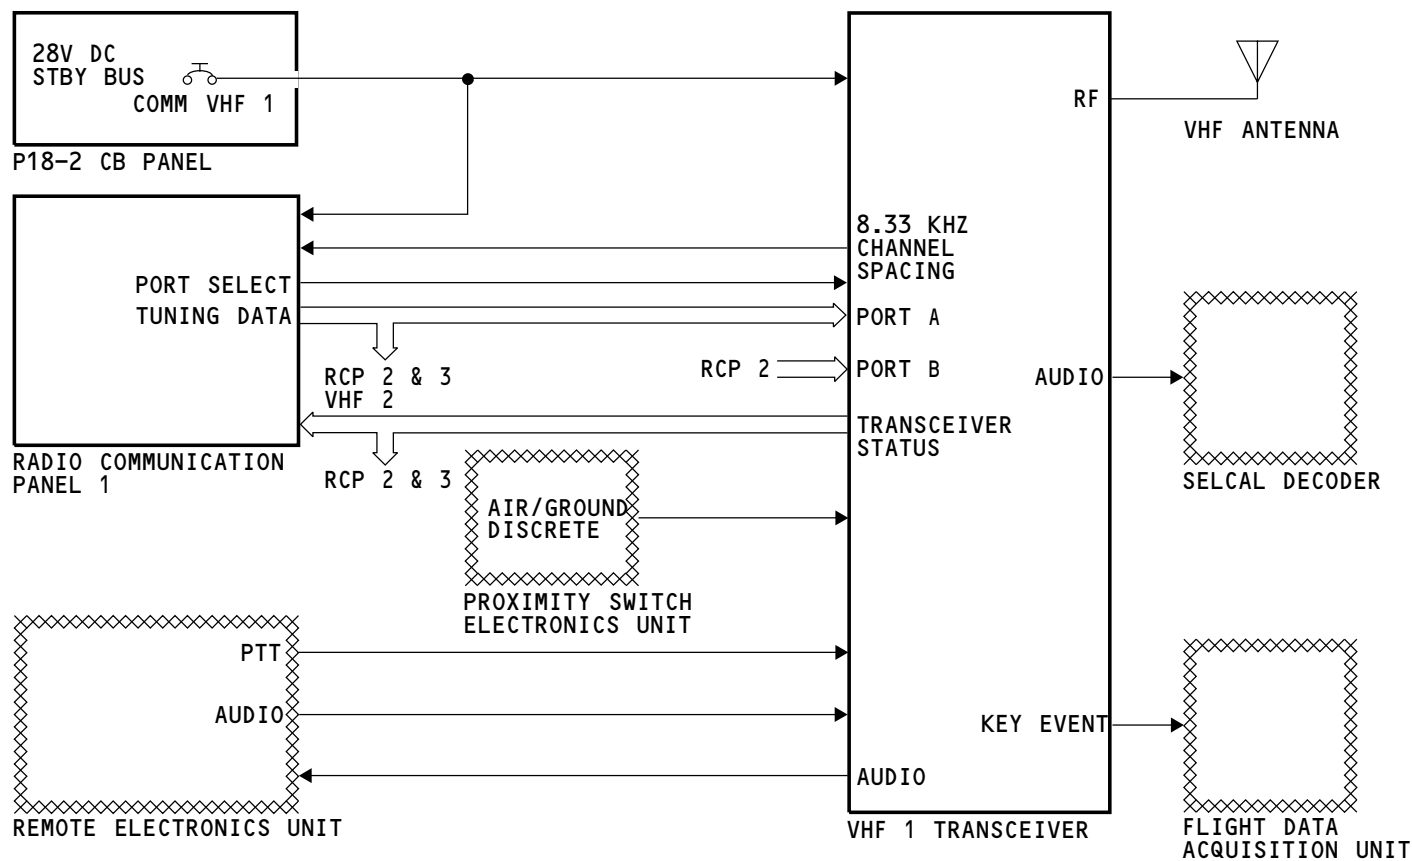 28V DC
STBY BUS
COMM VHF 1
P18-2 CB PANEL
RF
VHF ANTENNA
8.33 KHZ
CHANNEL
SPACING
PORT SELECT
TUNING DATA
PORT A
RCP 2 & 3
VHF 2
RCP 2
PORT B
AUDIO
TRANSCEIVER
STATUS
RADIO COMMUNICATION
PANEL 1
RCP 2 & 3
SELCAL DECODER
AIR/GROUND
DISCRETE
PROXIMITY SWITCH
ELECTRONICS UNIT
PTT
AUDIO
KEY EVENT
AUDIO
REMOTE ELECTRONICS UNIT
VHF 1 TRANSCEIVER
FLIGHT DATA
ACQUISITION UNIT